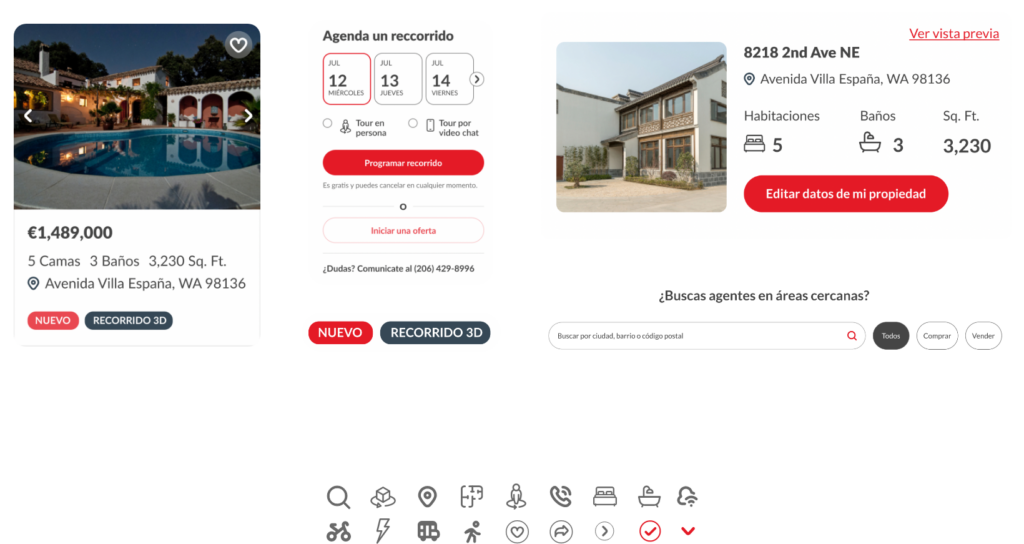 €1,489,000
5 Camas 3 Baños 3,230 Sq. Ft.
Avenida Villa España, WA 98136
NUEVO RECORRIDO 3D
Agenda un reccorrido
JUL JUL JUL
12 13 14
MIÉRCOLES JUEVES VIERNES
Tour en persona
Tour por video chat
Programar recorrido
Es gratis y puedes cancelar en cualquier momento.
O
Iniciar una oferta
¿Dudas? Comunicate al (206) 429-8996
NUEVO RECORRIDO 3D
Ver vista previa
8218 2nd Ave NE
Avenida Villa España, WA 98136
Habitaciones Baños Sq. Ft.
5 3 3,230
Editar datos de mi propiedad
¿Buscas agentes en áreas cercanas?
Buscar por ciudad, barrio o código postal Todos Comprar Vender